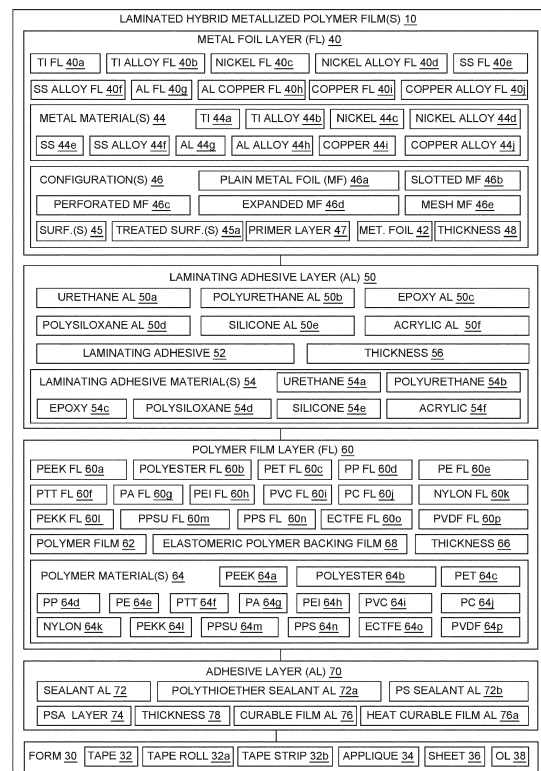 LAMINATED HYBRID METALLIZED POLYMER FILM(S) 10
METAL FOIL LAYER (FL) 40
TI FL 40a TI ALLOY FL 40b NICKEL FL 40c NICKEL ALLOY FL 40d SS FL 40e
SS ALLOY FL 40f AL FL 40g AL COPPER FL 40h COPPER FL 40i COPPER ALLOY FL 40j
METAL MATERIAL(S) 44 TI 44a TI ALLOY 44b NICKEL 44c NICKEL ALLOY 44d
SS 44e SS ALLOY 44f AL 44g AL ALLOY 44h COPPER 44i COPPER ALLOY 44j
CONFIGURATION(S) 46 PLAIN METAL FOIL (MF) 46a SLOTTED MF 46b
PERFORATED MF 46c EXPANDED MF 46d MESH MF 46e
SURF.(S) 45 TREATED SURF.(S) 45a PRIMER LAYER 47 MET. FOIL 42 THICKNESS 48
LAMINATING ADHESIVE LAYER (AL) 50
URETHANE AL 50a POLYURETHANE AL 50b EPOXY AL 50c
POLYSILOXANE AL 50d SILICONE AL 50e ACRYLIC AL 50f
LAMINATING ADHESIVE 52 THICKNESS 56
LAMINATING ADHESIVE MATERIAL(S) 54 URETHANE 54a POLYURETHANE 54b
EPOXY 54c POLYSILOXANE 54d SILICONE 54e ACRYLIC 54f
POLYMER FILM LAYER (FL) 60
PEEK FL 60a POLYESTER FL 60b PET FL 60c PP FL 60d PE FL 60e
PTT FL 60f PA FL 60g PEI FL 60h PVC FL 60i PC FL 60j NYLON FL 60k
PEKK FL 60l PPSU FL 60m PPS FL 60n ECTFE FL 60o PVDF FL 60p
POLYMER FILM 62 ELASTOMERIC POLYMER BACKING FILM 68 THICKNESS 66
POLYMER MATERIAL(S) 64 PEEK 64a POLYESTER 64b PET 64c
PP 64d PE 64e PTT 64f PA 64g PEI 64h PVC 64i PC 64j
NYLON 64k PEKK 64l PPSU 64m PPS 64n ECTFE 64o PVDF 64p
ADHESIVE LAYER (AL) 70
SEALANT AL 72 POLYTHIOETHER SEALANT AL 72a PS SEALANT AL 72b
PSA LAYER 74 THICKNESS 78 CURABLE FILM AL 76 HEAT CURABLE FILM AL 76a
FORM 30 TAPE 32 TAPE ROLL 32a TAPE STRIP 32b APPLIQUE 34 SHEET 36 OL 38